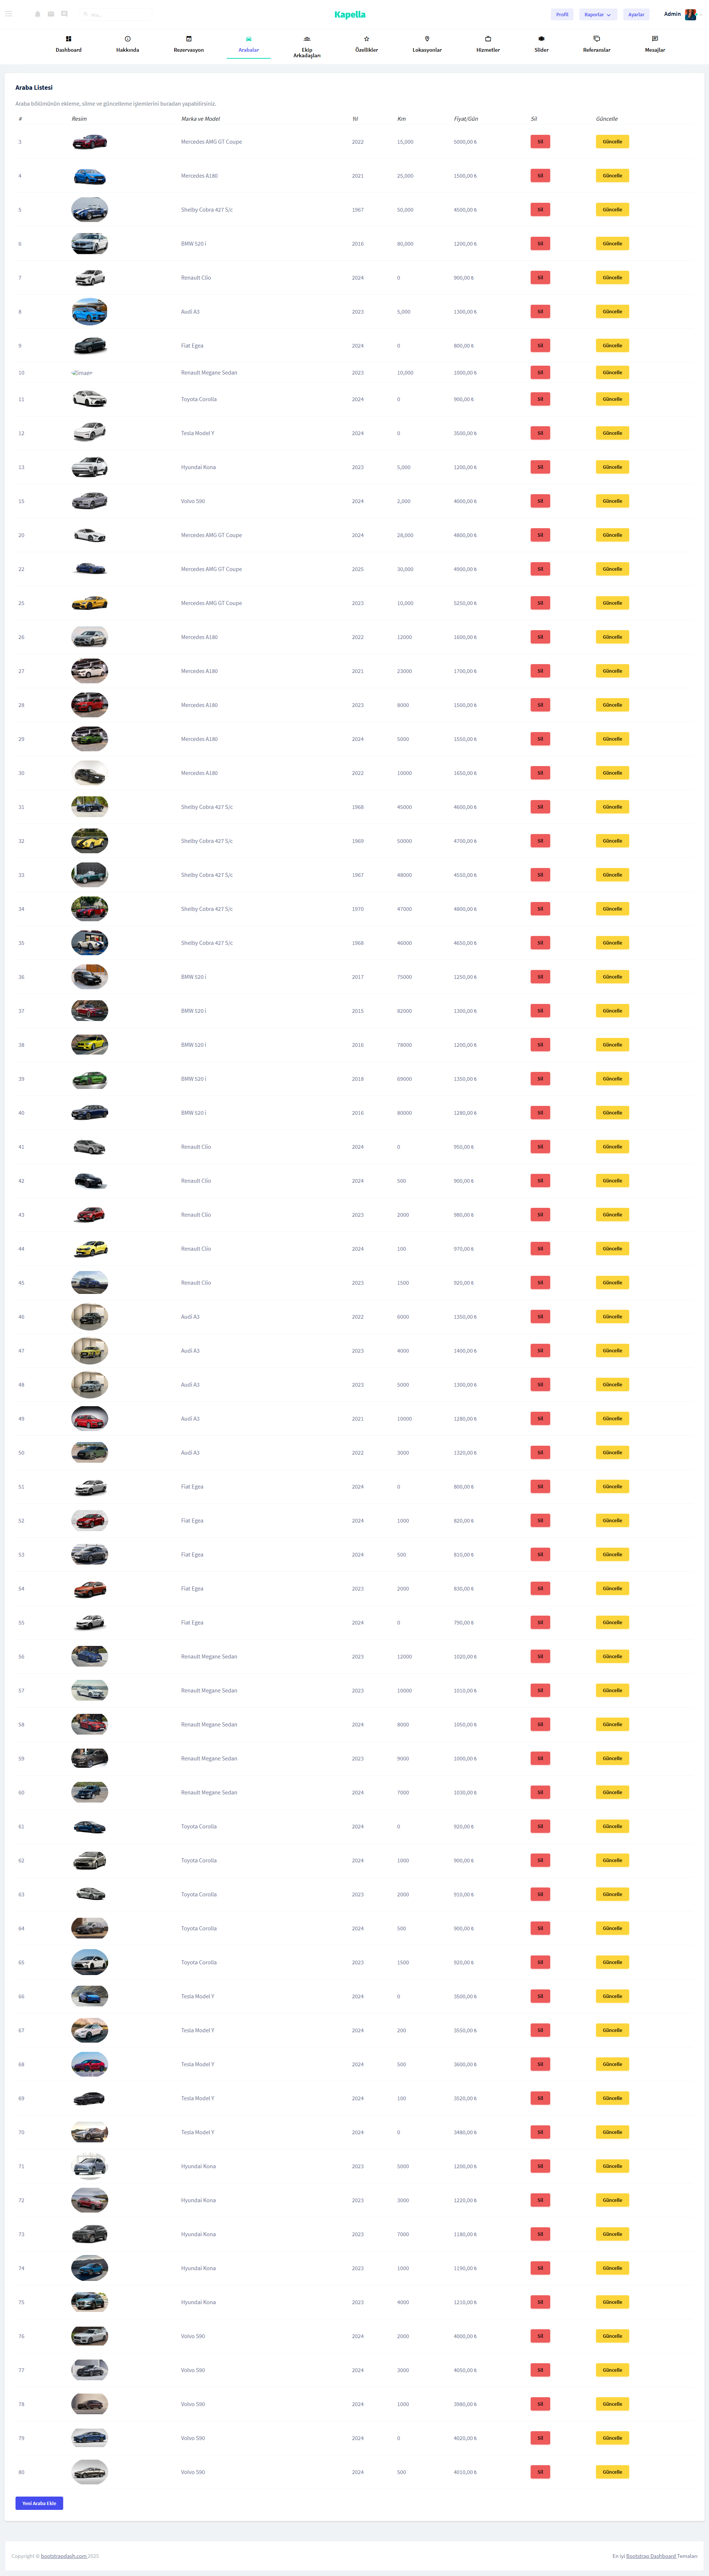 Kapella
Profil
Raporlar
Ayarlar
Admin
Dashboard
Hakkında
Rezervasyon
Arabalar
Ekip
Arkadaşları
Özellikler
Lokasyonlar
Hizmetler
Slider
Referanslar
Mesajlar
Araba Listesi
Araba bölümünün ekleme, silme ve güncelleme işlemlerini buradan yapabilirsiniz.
# Resim Marka ve Model Yıl Km Fiyat/Gün Sil Güncelle
3 Mercedes AMG GT Coupe 2022 15,000 5000,00 ₺ Sil Güncelle
4 Mercedes A180 2021 25,000 1500,00 ₺ Sil Güncelle
5 Shelby Cobra 427 S/c 1967 50,000 4500,00 ₺ Sil Güncelle
6 BMW 520 i 2016 80,000 1200,00 ₺ Sil Güncelle
7 Renault Clio 2024 0 900,00 ₺ Sil Güncelle
8 Audi A3 2023 5,000 1300,00 ₺ Sil Güncelle
9 Fiat Egea 2024 0 800,00 ₺ Sil Güncelle
10 image Renault Megane Sedan 2023 10,000 1000,00 ₺ Sil Güncelle
11 Toyota Corolla 2024 0 900,00 ₺ Sil Güncelle
12 Tesla Model Y 2024 0 3500,00 ₺ Sil Güncelle
13 Hyundai Kona 2023 5,000 1200,00 ₺ Sil Güncelle
15 Volvo S90 2024 2,000 4000,00 ₺ Sil Güncelle
20 Mercedes AMG GT Coupe 2024 28,000 4800,00 ₺ Sil Güncelle
22 Mercedes AMG GT Coupe 2025 30,000 4900,00 ₺ Sil Güncelle
25 Mercedes AMG GT Coupe 2023 10,000 5250,00 ₺ Sil Güncelle
26 Mercedes A180 2022 12000 1600,00 ₺ Sil Güncelle
27 Mercedes A180 2021 23000 1700,00 ₺ Sil Güncelle
28 Mercedes A180 2023 8000 1500,00 ₺ Sil Güncelle
29 Mercedes A180 2024 5000 1550,00 ₺ Sil Güncelle
30 Mercedes A180 2022 10000 1650,00 ₺ Sil Güncelle
31 Shelby Cobra 427 S/c 1968 45000 4600,00 ₺ Sil Güncelle
32 Shelby Cobra 427 S/c 1969 50000 4700,00 ₺ Sil Güncelle
33 Shelby Cobra 427 S/c 1967 48000 4550,00 ₺ Sil Güncelle
34 Shelby Cobra 427 S/c 1970 47000 4800,00 ₺ Sil Güncelle
35 Shelby Cobra 427 S/c 1968 46000 4650,00 ₺ Sil Güncelle
36 BMW 520 i 2017 75000 1250,00 ₺ Sil Güncelle
37 BMW 520 i 2015 82000 1300,00 ₺ Sil Güncelle
38 BMW 520 i 2016 78000 1200,00 ₺ Sil Güncelle
39 BMW 520 i 2018 69000 1350,00 ₺ Sil Güncelle
40 BMW 520 i 2016 80000 1280,00 ₺ Sil Güncelle
41 Renault Clio 2024 0 950,00 ₺ Sil Güncelle
42 Renault Clio 2024 500 900,00 ₺ Sil Güncelle
43 Renault Clio 2023 2000 980,00 ₺ Sil Güncelle
44 Renault Clio 2024 100 970,00 ₺ Sil Güncelle
45 Renault Clio 2023 1500 920,00 ₺ Sil Güncelle
46 Audi A3 2022 6000 1350,00 ₺ Sil Güncelle
47 Audi A3 2023 4000 1400,00 ₺ Sil Güncelle
48 Audi A3 2023 5000 1300,00 ₺ Sil Güncelle
49 Audi A3 2021 10000 1280,00 ₺ Sil Güncelle
50 Audi A3 2022 3000 1320,00 ₺ Sil Güncelle
51 Fiat Egea 2024 0 800,00 ₺ Sil Güncelle
52 Fiat Egea 2024 1000 820,00 ₺ Sil Güncelle
53 Fiat Egea 2024 500 810,00 ₺ Sil Güncelle
54 Fiat Egea 2023 2000 830,00 ₺ Sil Güncelle
55 Fiat Egea 2024 0 790,00 ₺ Sil Güncelle
56 Renault Megane Sedan 2023 12000 1020,00 ₺ Sil Güncelle
57 Renault Megane Sedan 2023 10000 1010,00 ₺ Sil Güncelle
58 Renault Megane Sedan 2024 8000 1050,00 ₺ Sil Güncelle
59 Renault Megane Sedan 2023 9000 1000,00 ₺ Sil Güncelle
60 Renault Megane Sedan 2024 7000 1030,00 ₺ Sil Güncelle
61 Toyota Corolla 2024 0 920,00 ₺ Sil Güncelle
62 Toyota Corolla 2024 1000 900,00 ₺ Sil Güncelle
63 Toyota Corolla 2023 2000 910,00 ₺ Sil Güncelle
64 Toyota Corolla 2024 500 900,00 ₺ Sil Güncelle
65 Toyota Corolla 2023 1500 920,00 ₺ Sil Güncelle
66 Tesla Model Y 2024 0 3500,00 ₺ Sil Güncelle
67 Tesla Model Y 2024 200 3550,00 ₺ Sil Güncelle
68 Tesla Model Y 2024 500 3600,00 ₺ Sil Güncelle
69 Tesla Model Y 2024 100 3520,00 ₺ Sil Güncelle
70 Tesla Model Y 2024 0 3480,00 ₺ Sil Güncelle
71 Hyundai Kona 2023 5000 1200,00 ₺ Sil Güncelle
72 Hyundai Kona 2023 3000 1220,00 ₺ Sil Güncelle
73 Hyundai Kona 2023 7000 1180,00 ₺ Sil Güncelle
74 Hyundai Kona 2023 1000 1190,00 ₺ Sil Güncelle
75 Hyundai Kona 2023 4000 1210,00 ₺ Sil Güncelle
76 Volvo S90 2024 2000 4000,00 ₺ Sil Güncelle
77 Volvo S90 2024 3000 4050,00 ₺ Sil Güncelle
78 Volvo S90 2024 1000 3980,00 ₺ Sil Güncelle
79 Volvo S90 2024 0 4020,00 ₺ Sil Güncelle
80 Volvo S90 2024 500 4010,00 ₺ Sil Güncelle
Yeni Araba Ekle
Copyright © bootstrapdash.com 2025
En iyi Bootstrap Dashboard Temaları